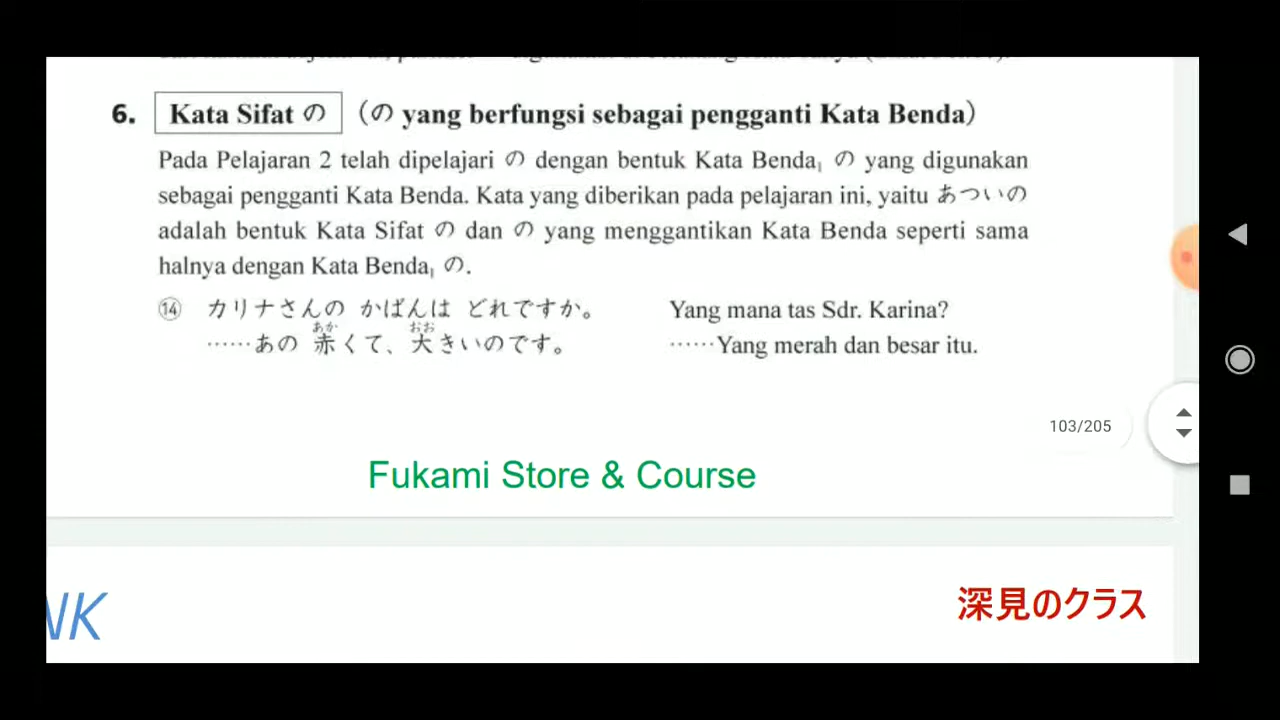 6. Kata Sifat の （の yang berfungsi sebagai pengganti Kata Benda）
Pada Pelajaran 2 telah dipelajari の dengan bentuk Kata Benda₁ の yang digunakan
sebagai pengganti Kata Benda. Kata yang diberikan pada pelajaran ini, yaitu あついの
adalah bentuk Kata Sifat の dan の yang menggantikan Kata Benda seperti sama
halnya dengan Kata Benda₁ の.
⑭ カリナさんの かばんは どれですか。 Yang mana tas Sdr. Karina?
あか おお
……あの 赤くて、大きいのです。 ……Yang merah dan besar itu.
103/205
Fukami Store & Course
NK
深見のクラス